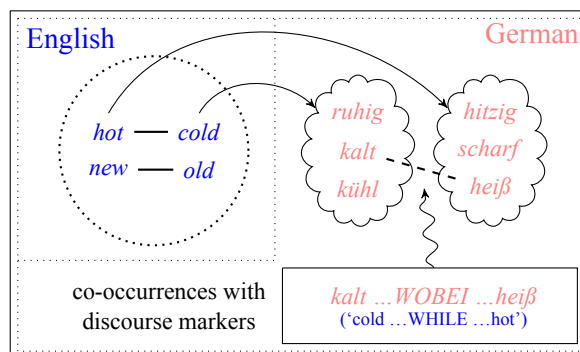 English
German
hot — cold
new — old
ruhig
kalt
kühl
hitzig
scharf
heiß
co-occurrences with
discourse markers
kalt ...WOBEI ...heiß
(‘cold ...WHILE ...hot’)